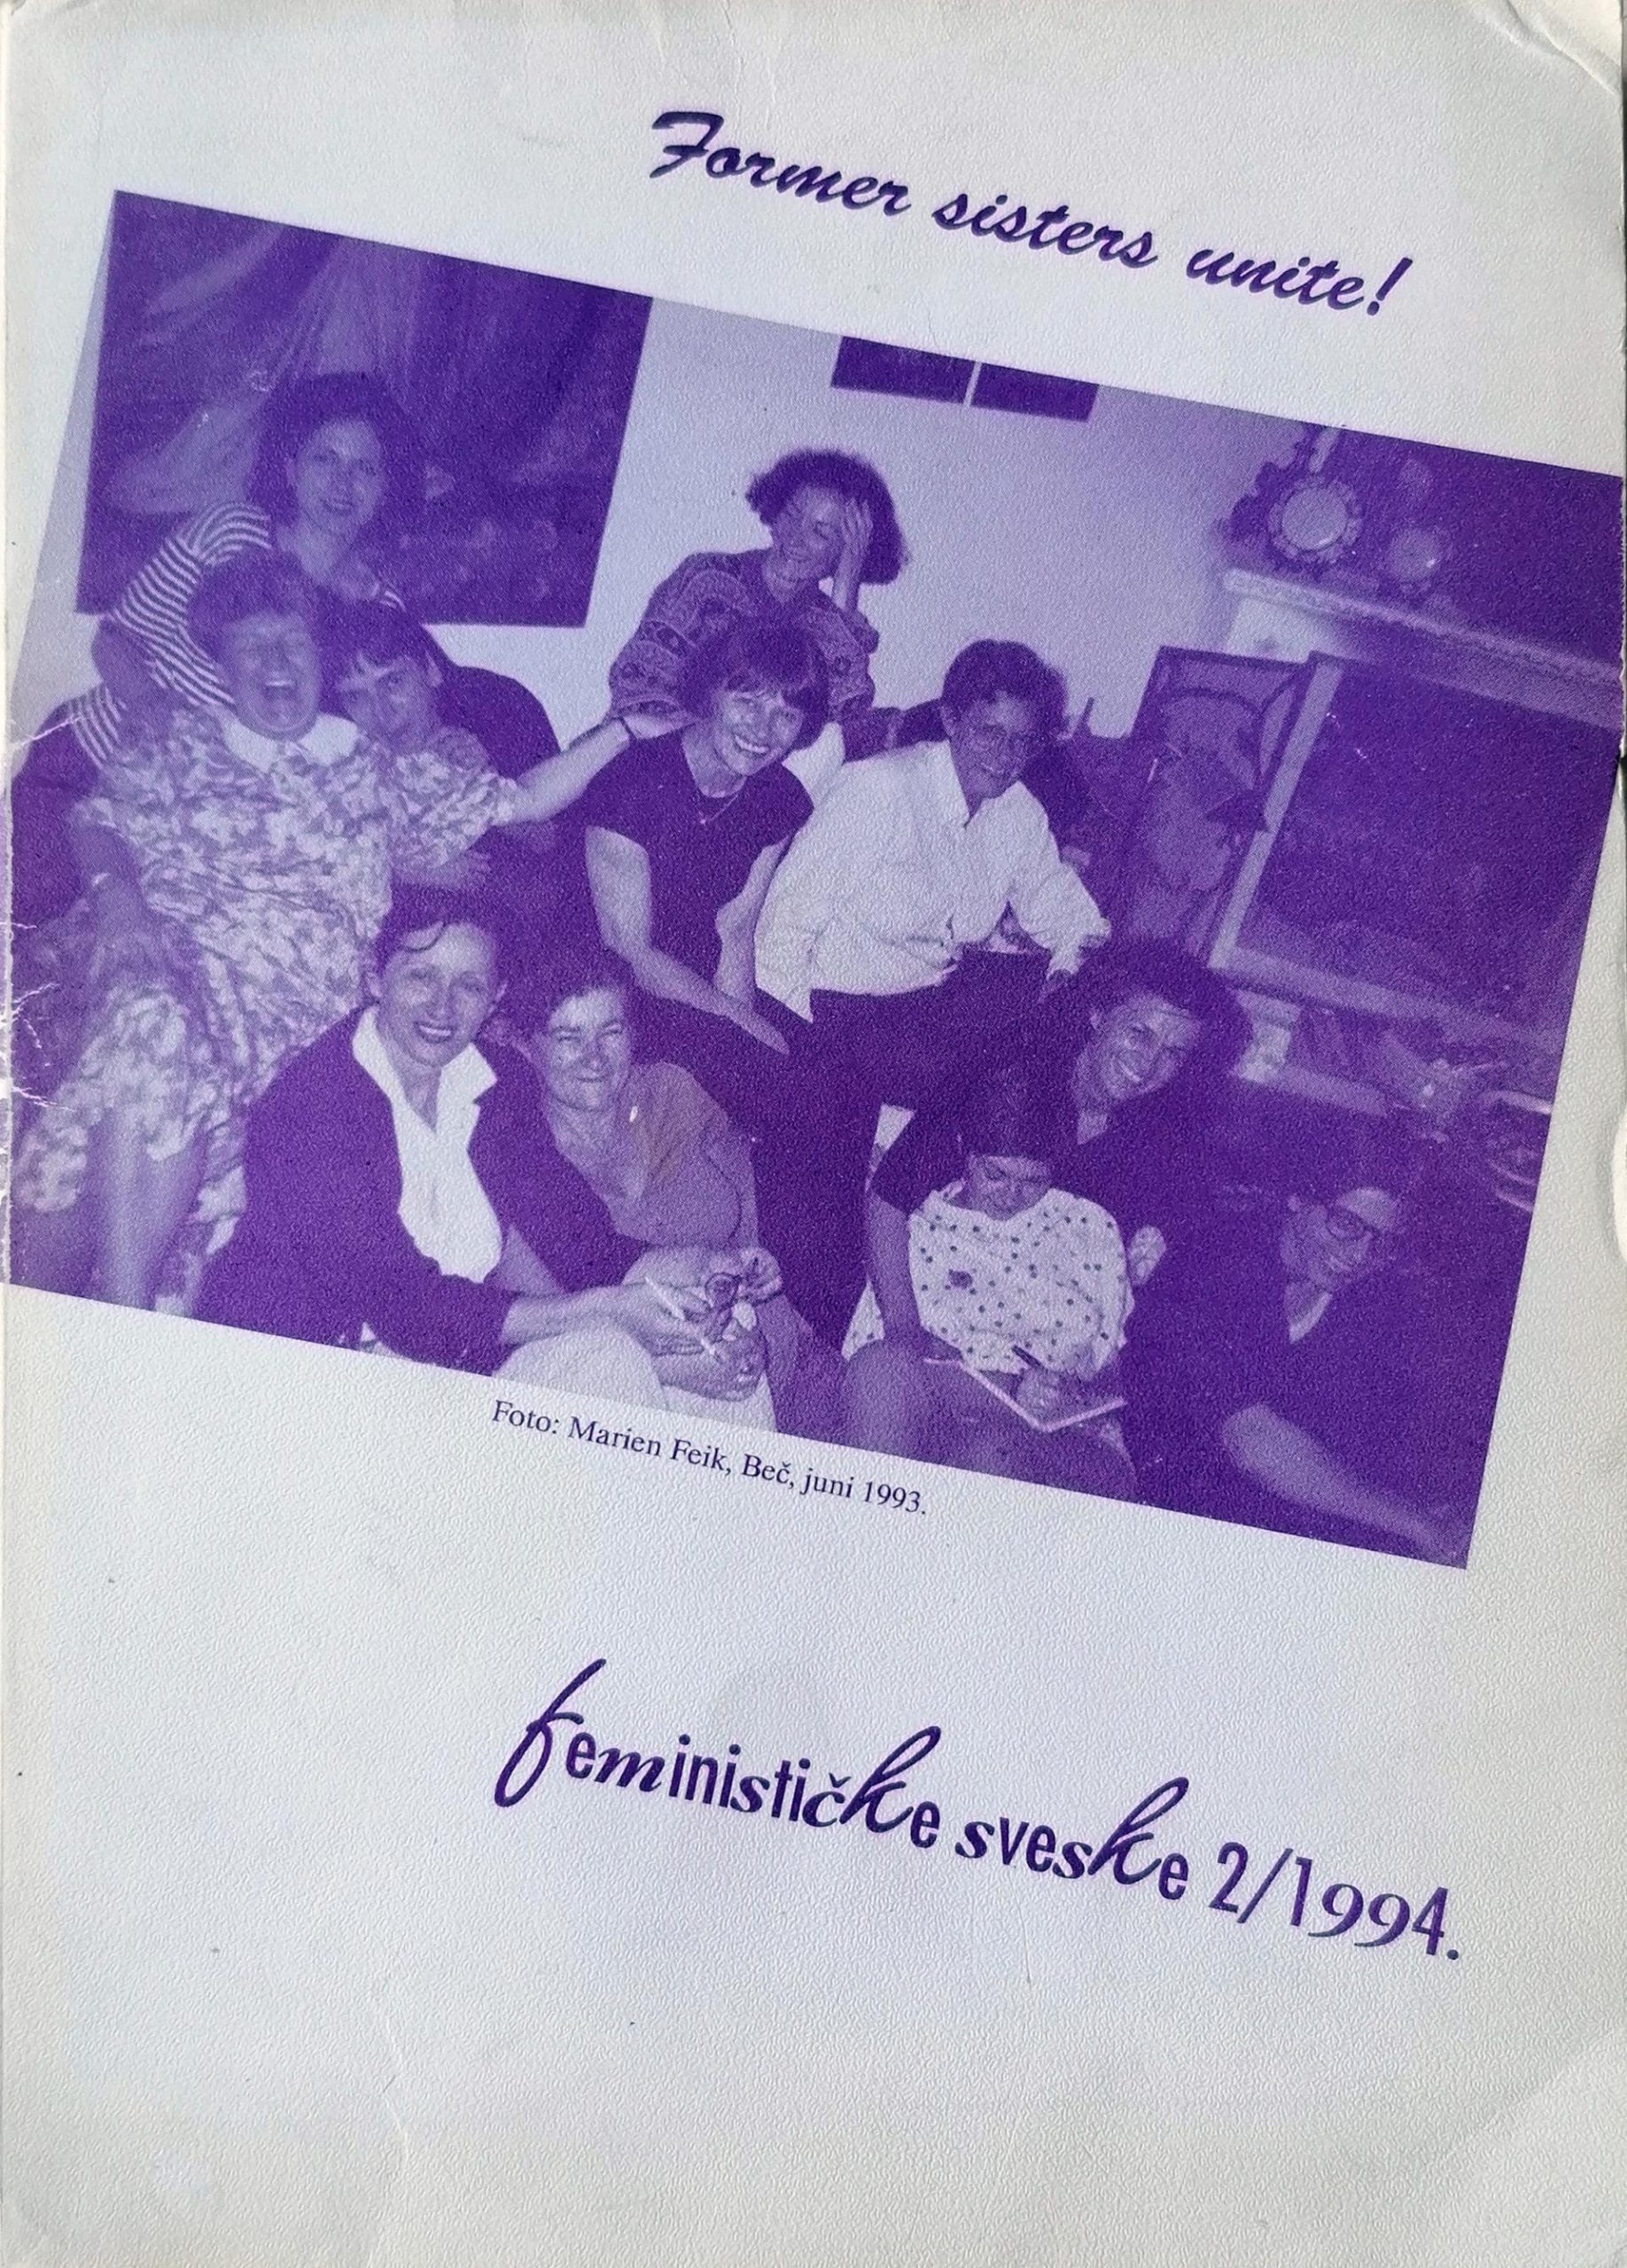 Former sisters unite!
Foto: Marien Feik, Beč, juni 1993.
feminističke sveske 2/1994.